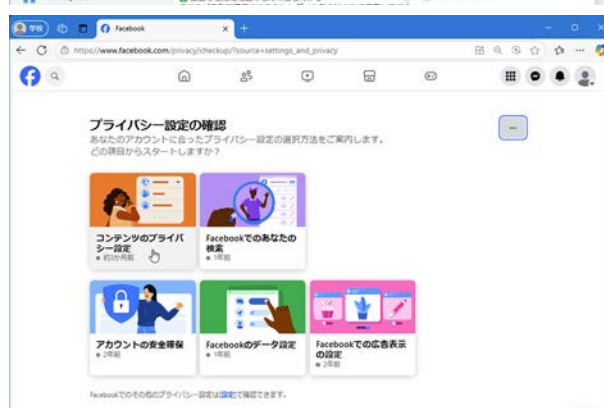 学校
Facebook
https://www.facebook.com/privacy/checkup/?source=settings_and_privacy
プライバシー設定の確認
あなたのアカウントに合ったプライバシー設定の選択方法をご案内します。
どの項目からスタートしますか？
コンテンツのプライバ
シー設定
約2か月前
Facebookでのあなたの
検索
1年前
アカウントの安全確保
2年前
Facebookのデータ設定
1年前
Facebookでの広告表示
の設定
2年前
Facebookでのその他のプライバシー設定は[設定]で確認できます。